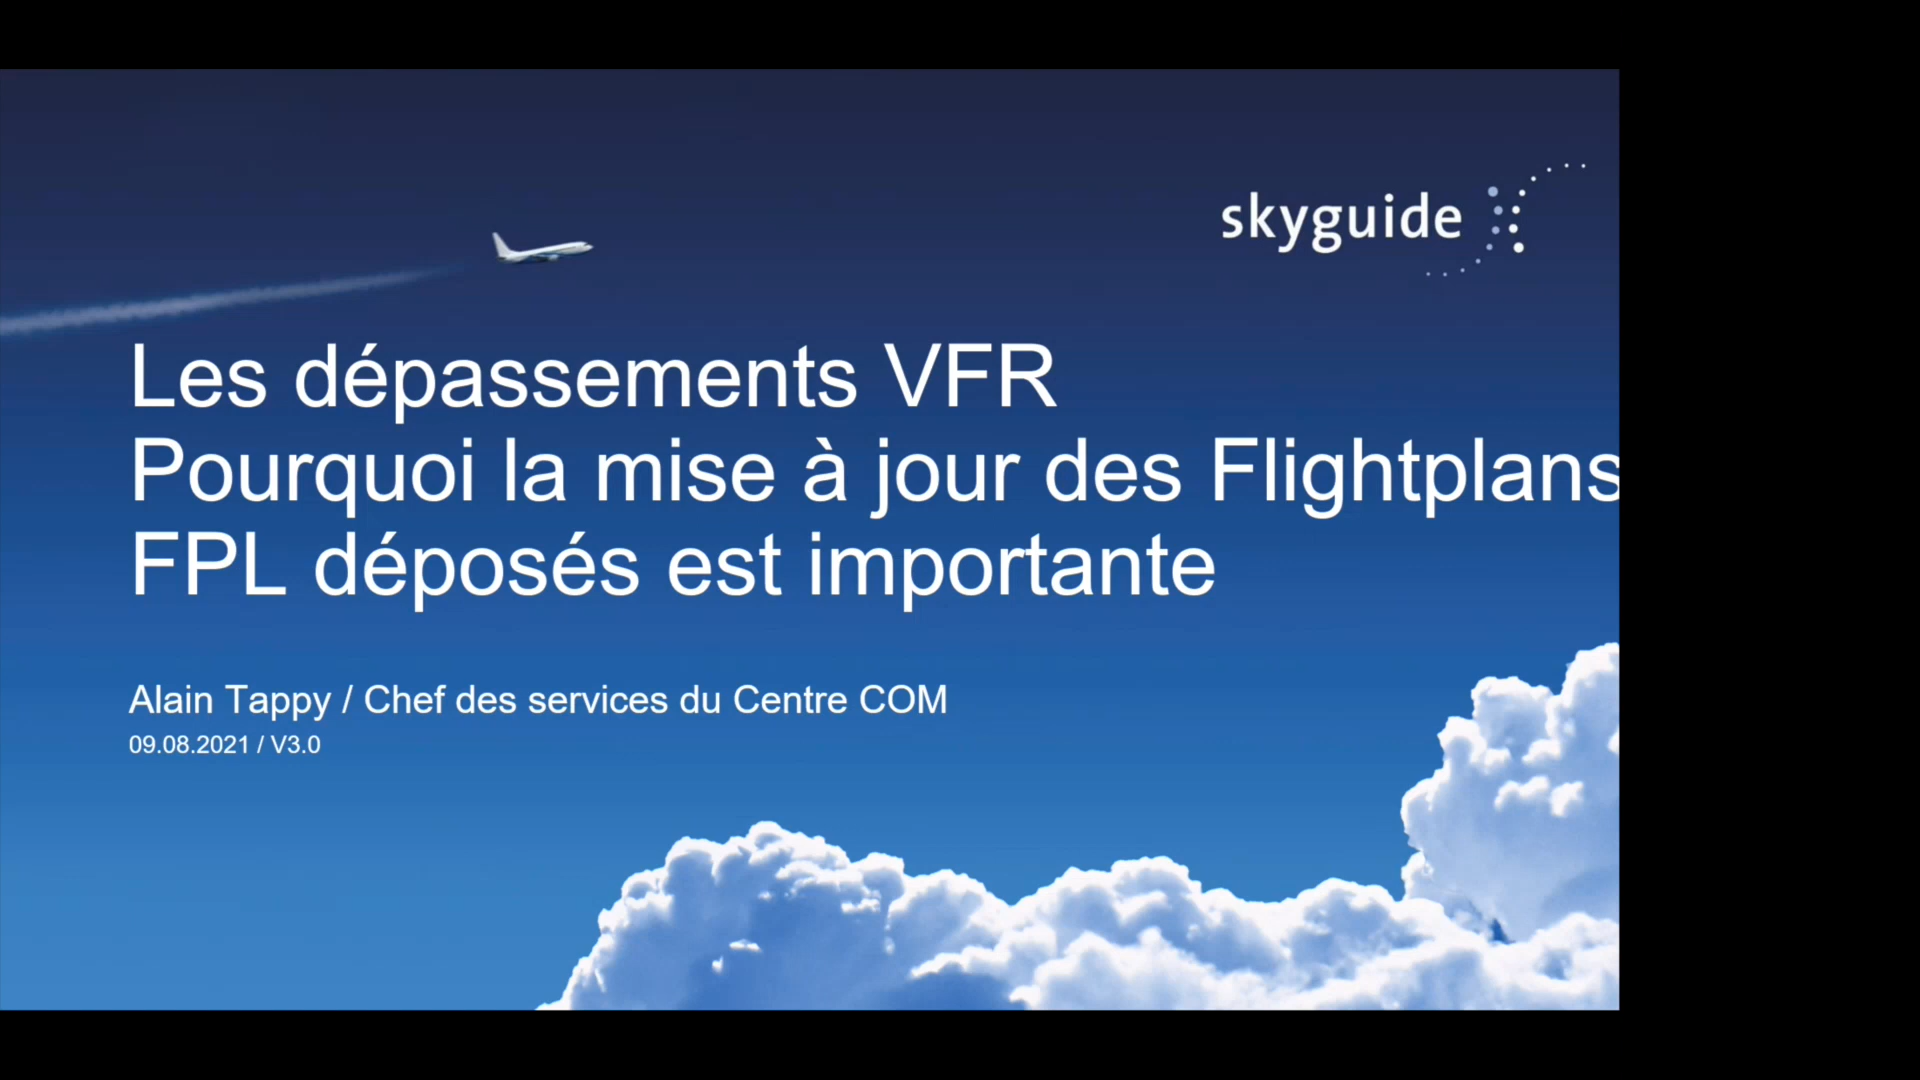 skyguide
Les dépassements VFR
Pourquoi la mise à jour des Flightplans
FPL déposés est importante
Alain Tappy / Chef des services du Centre COM
09.08.2021 / V3.0